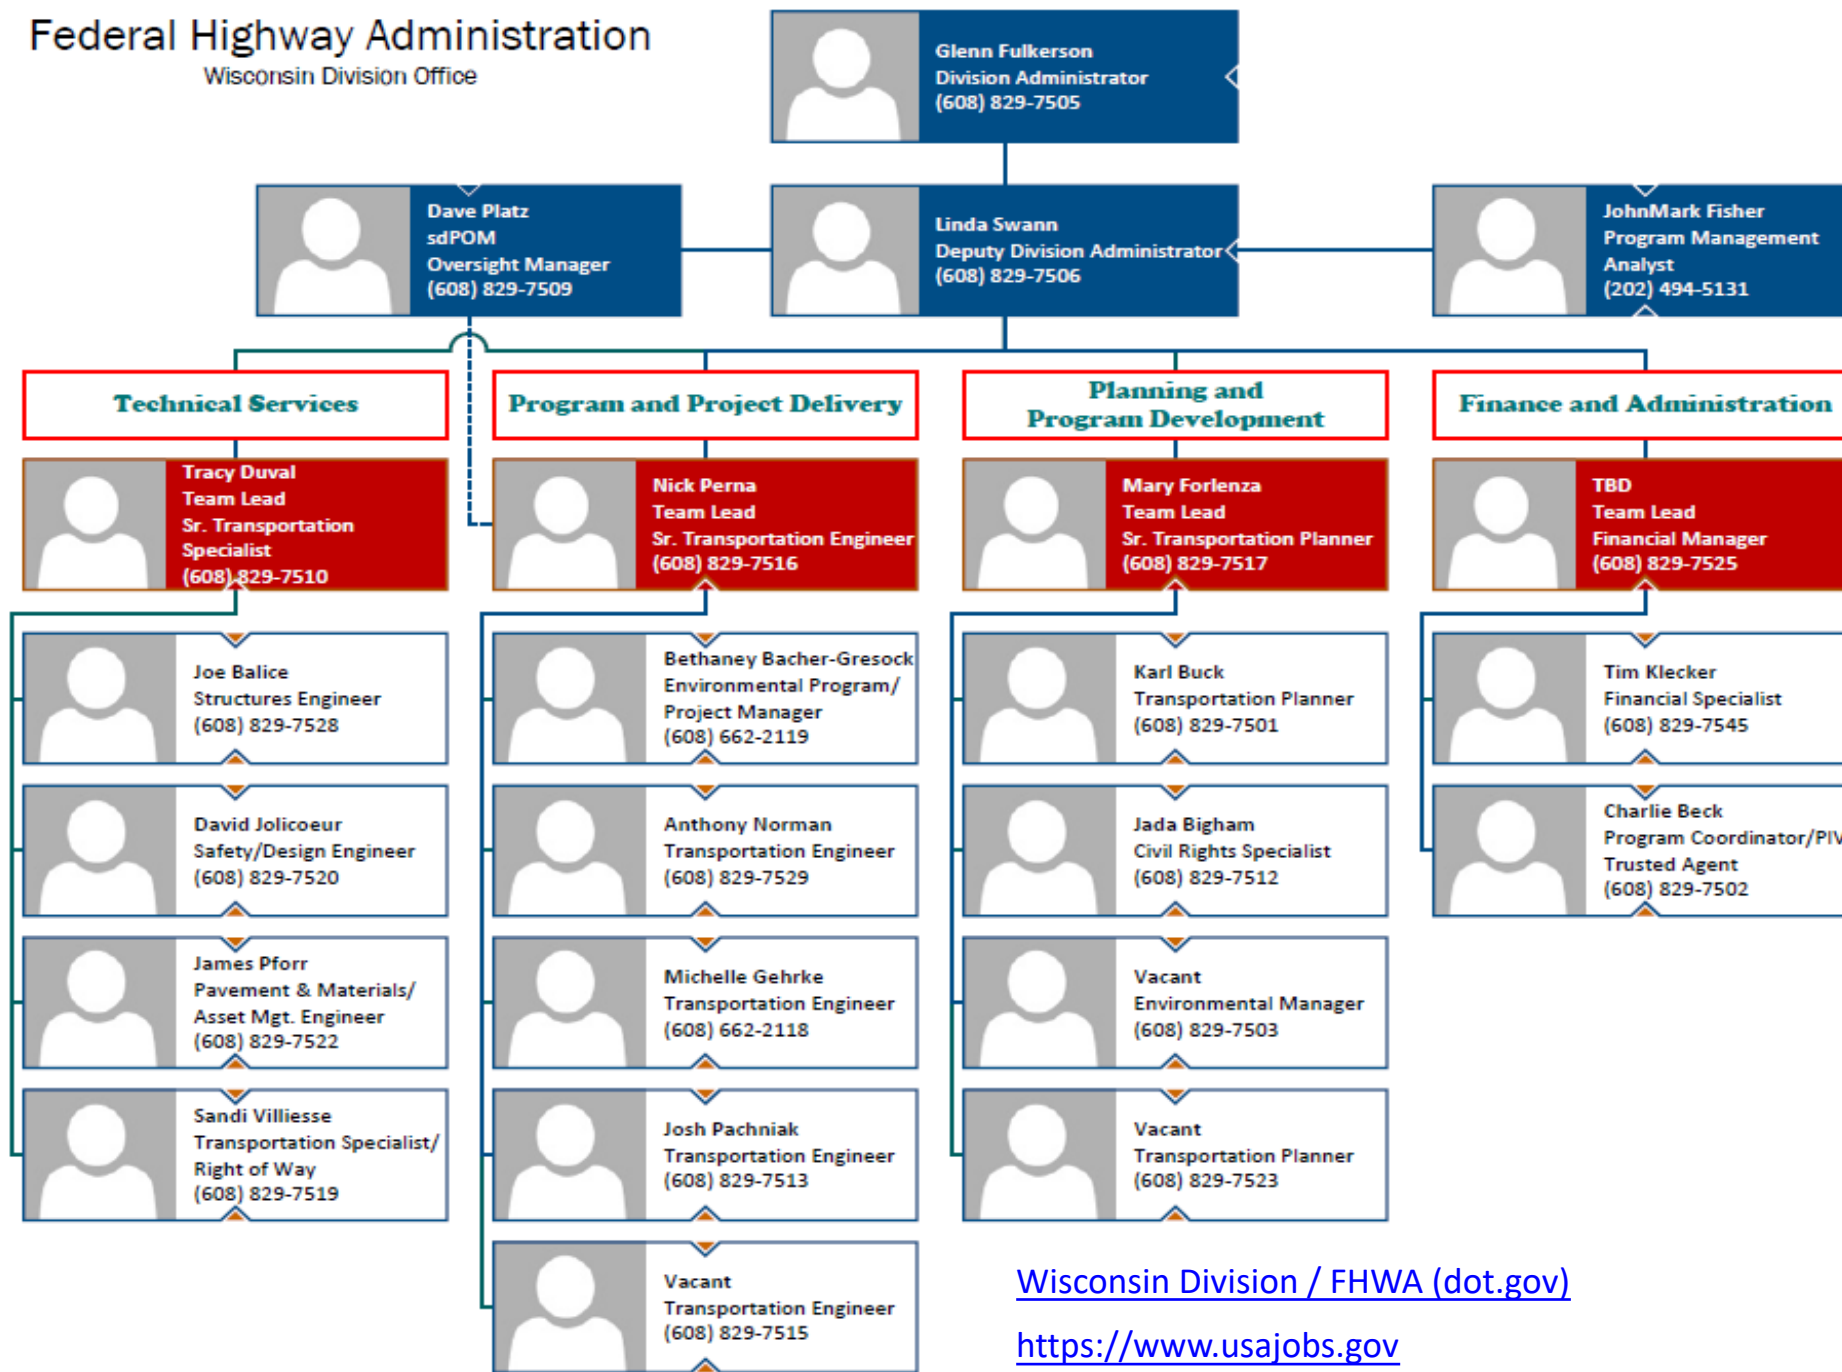 Federal Highway Administration
Wisconsin Division Office
Glenn Fulkerson
Division Administrator
(608) 829-7505
Dave Platz
sdPOM
Oversight Manager
(608) 829-7509
Linda Swann
Deputy Division Administrator
(608) 829-7506
JohnMark Fisher
Program Management
Analyst
(202) 494-5131
Technical Services
Tracy Duval
Team Lead
Sr. Transportation
Specialist
(608) 829-7510
Joe Balice
Structures Engineer
(608) 829-7528
David Jolicoeur
Safety/Design Engineer
(608) 829-7520
James Pforr
Pavement & Materials/
Asset Mgt. Engineer
(608) 829-7522
Sandi Villiesse
Transportation Specialist/
Right of Way
(608) 829-7519
Program and Project Delivery
Nick Perna
Team Lead
Sr. Transportation Engineer
(608) 829-7516
Bethaney Bacher-Gresock
Environmental Program/
Project Manager
(608) 662-2119
Anthony Norman
Transportation Engineer
(608) 829-7529
Michelle Gehrke
Transportation Engineer
(608) 662-2118
Josh Pachniak
Transportation Engineer
(608) 829-7513
Vacant
Transportation Engineer
(608) 829-7515
Planning and
Program Development
Mary Forlenza
Team Lead
Sr. Transportation Planner
(608) 829-7517
Karl Buck
Transportation Planner
(608) 829-7501
Jada Bigham
Civil Rights Specialist
(608) 829-7512
Vacant
Environmental Manager
(608) 829-7503
Vacant
Transportation Planner
(608) 829-7523
Finance and Administration
TBD
Team Lead
Financial Manager
(608) 829-7525
Tim Klecker
Financial Specialist
(608) 829-7545
Charlie Beck
Program Coordinator/PIV
Trusted Agent
(608) 829-7502
Wisconsin Division / FHWA (dot.gov)
https://www.usajobs.gov